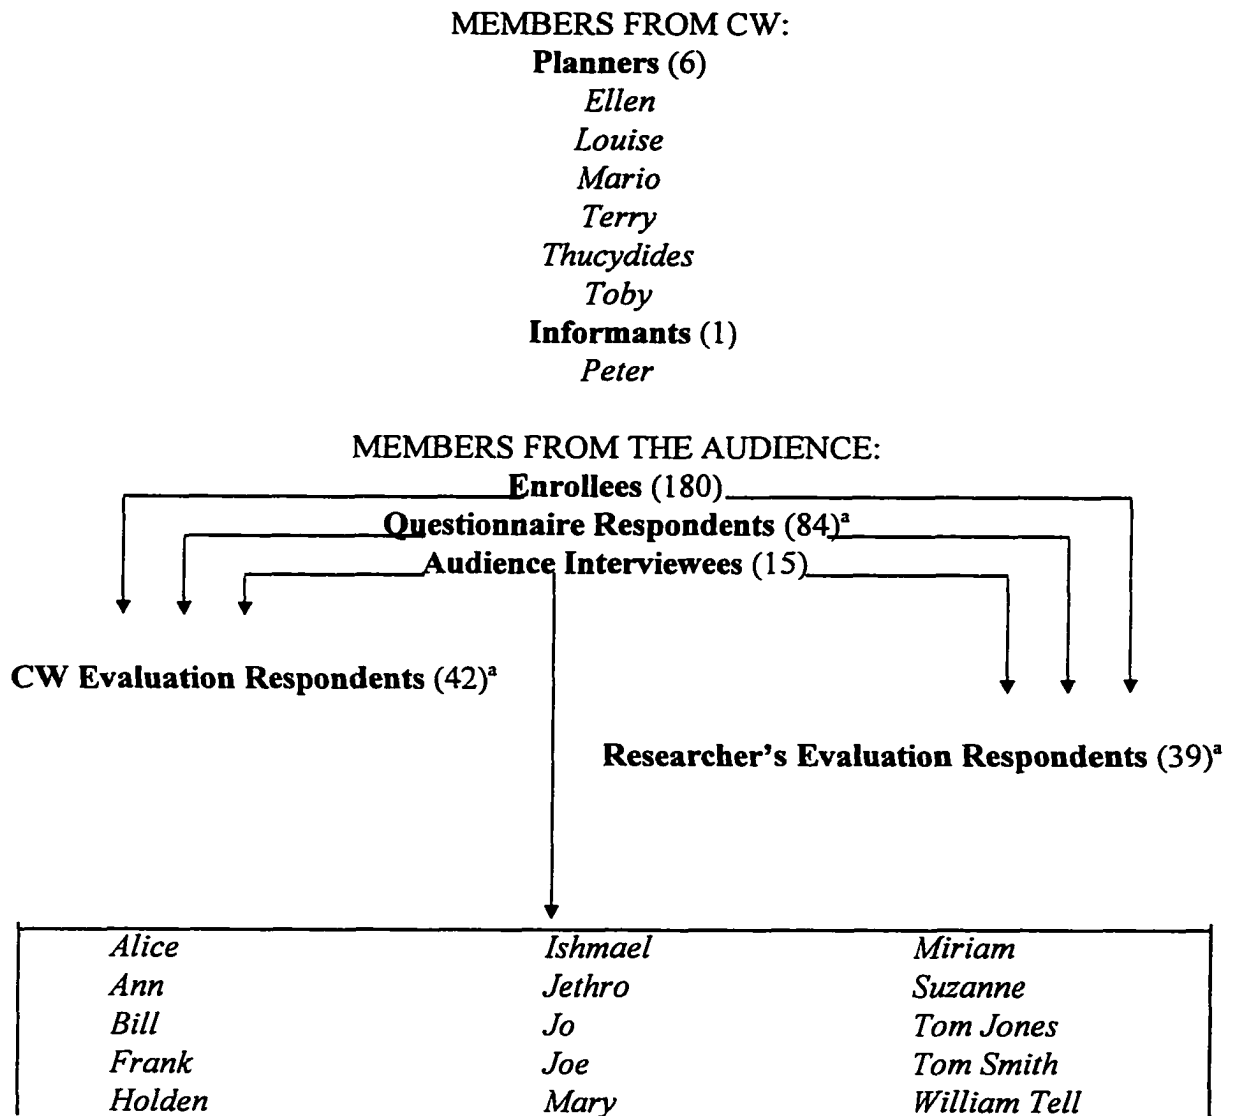 MEMBERS FROM CW:
Planners (6)
Ellen
Louise
Mario
Terry
Thucydides
Toby
Informants (1)
Peter
MEMBERS FROM THE AUDIENCE:
Enrollees (180)
Questionnaire Respondents (84)ª
Audience Interviewees (15)
CW Evaluation Respondents (42)ª
Researcher's Evaluation Respondents (39)ª
Alice Ishmael Miriam
Ann Jethro Suzanne
Bill Jo Tom Jones
Frank Joe Tom Smith
Holden Mary William Tell